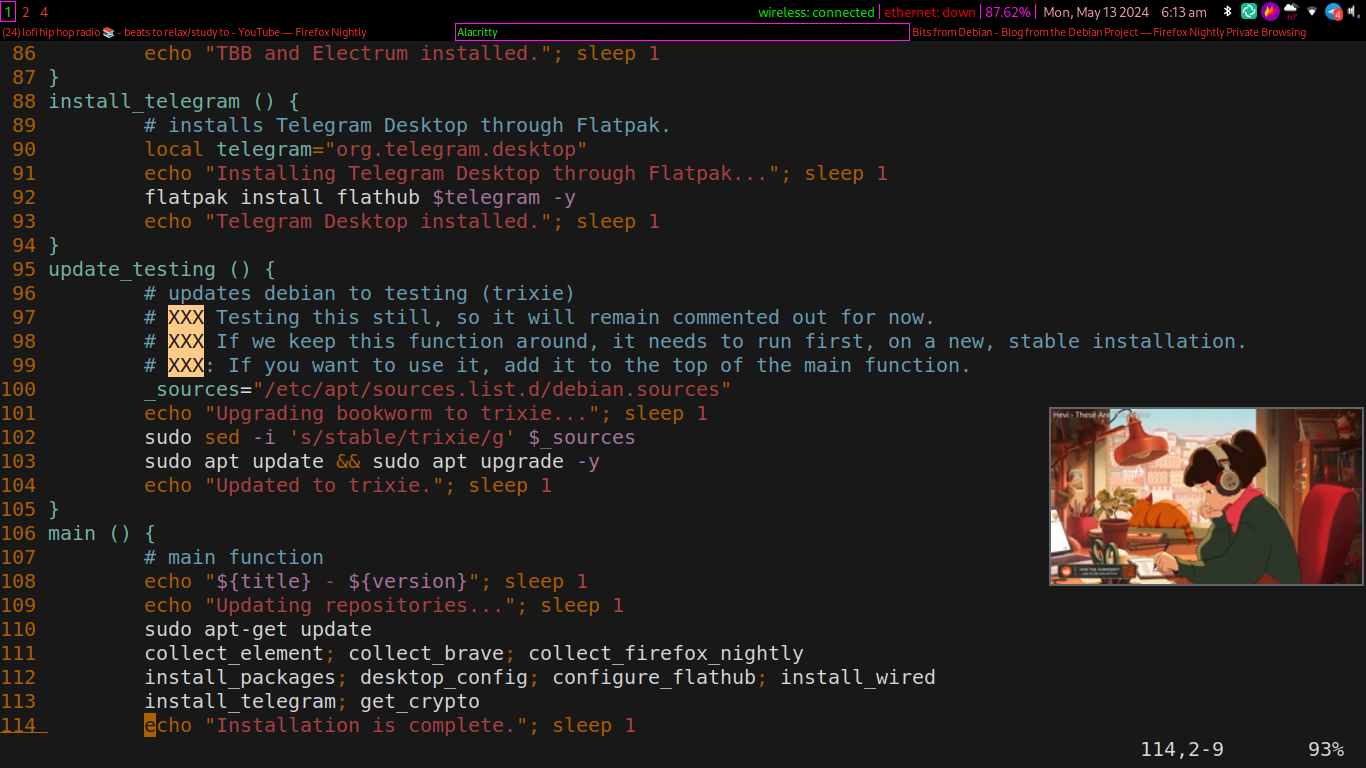 1 2 4 wireless: connected | ethernet: down | 87.62% | Mon, May 13 2024 6:13 am 60° 4
(24) lofi hip hop radio 📚 - beats to relax/study to - YouTube — Firefox Nightly Alacritty Bits from Debian - Blog from the Debian Project — Firefox Nightly Private Browsing
86 echo "TBB and Electrum installed."; sleep 1
87 }
88 install_telegram () {
89 # installs Telegram Desktop through Flatpak.
90 local telegram="org.telegram.desktop"
91 echo "Installing Telegram Desktop through Flatpak..."; sleep 1
92 flatpak install flathub $telegram -y
93 echo "Telegram Desktop installed."; sleep 1
94 }
95 update_testing () {
96 # updates debian to testing (trixie)
97 # XXX Testing this still, so it will remain commented out for now.
98 # XXX If we keep this function around, it needs to run first, on a new, stable installation.
99 # XXX: If you want to use it, add it to the top of the main function.
100 _sources="/etc/apt/sources.list.d/debian.sources"
101 echo "Upgrading bookworm to trixie..."; sleep 1
102 sudo sed -i 's/stable/trixie/g' $_sources
103 sudo apt update && sudo apt upgrade -y
104 echo "Updated to trixie."; sleep 1
105 }
106 main () {
107 # main function
108 echo "${title} - ${version}"; sleep 1
109 echo "Updating repositories..."; sleep 1
110 sudo apt-get update
111 collect_element; collect_brave; collect_firefox_nightly
112 install_packages; desktop_config; configure_flathub; install_wired
113 install_telegram; get_crypto
114 echo "Installation is complete."; sleep 1
114,2-9 93%
Hevi - These Are